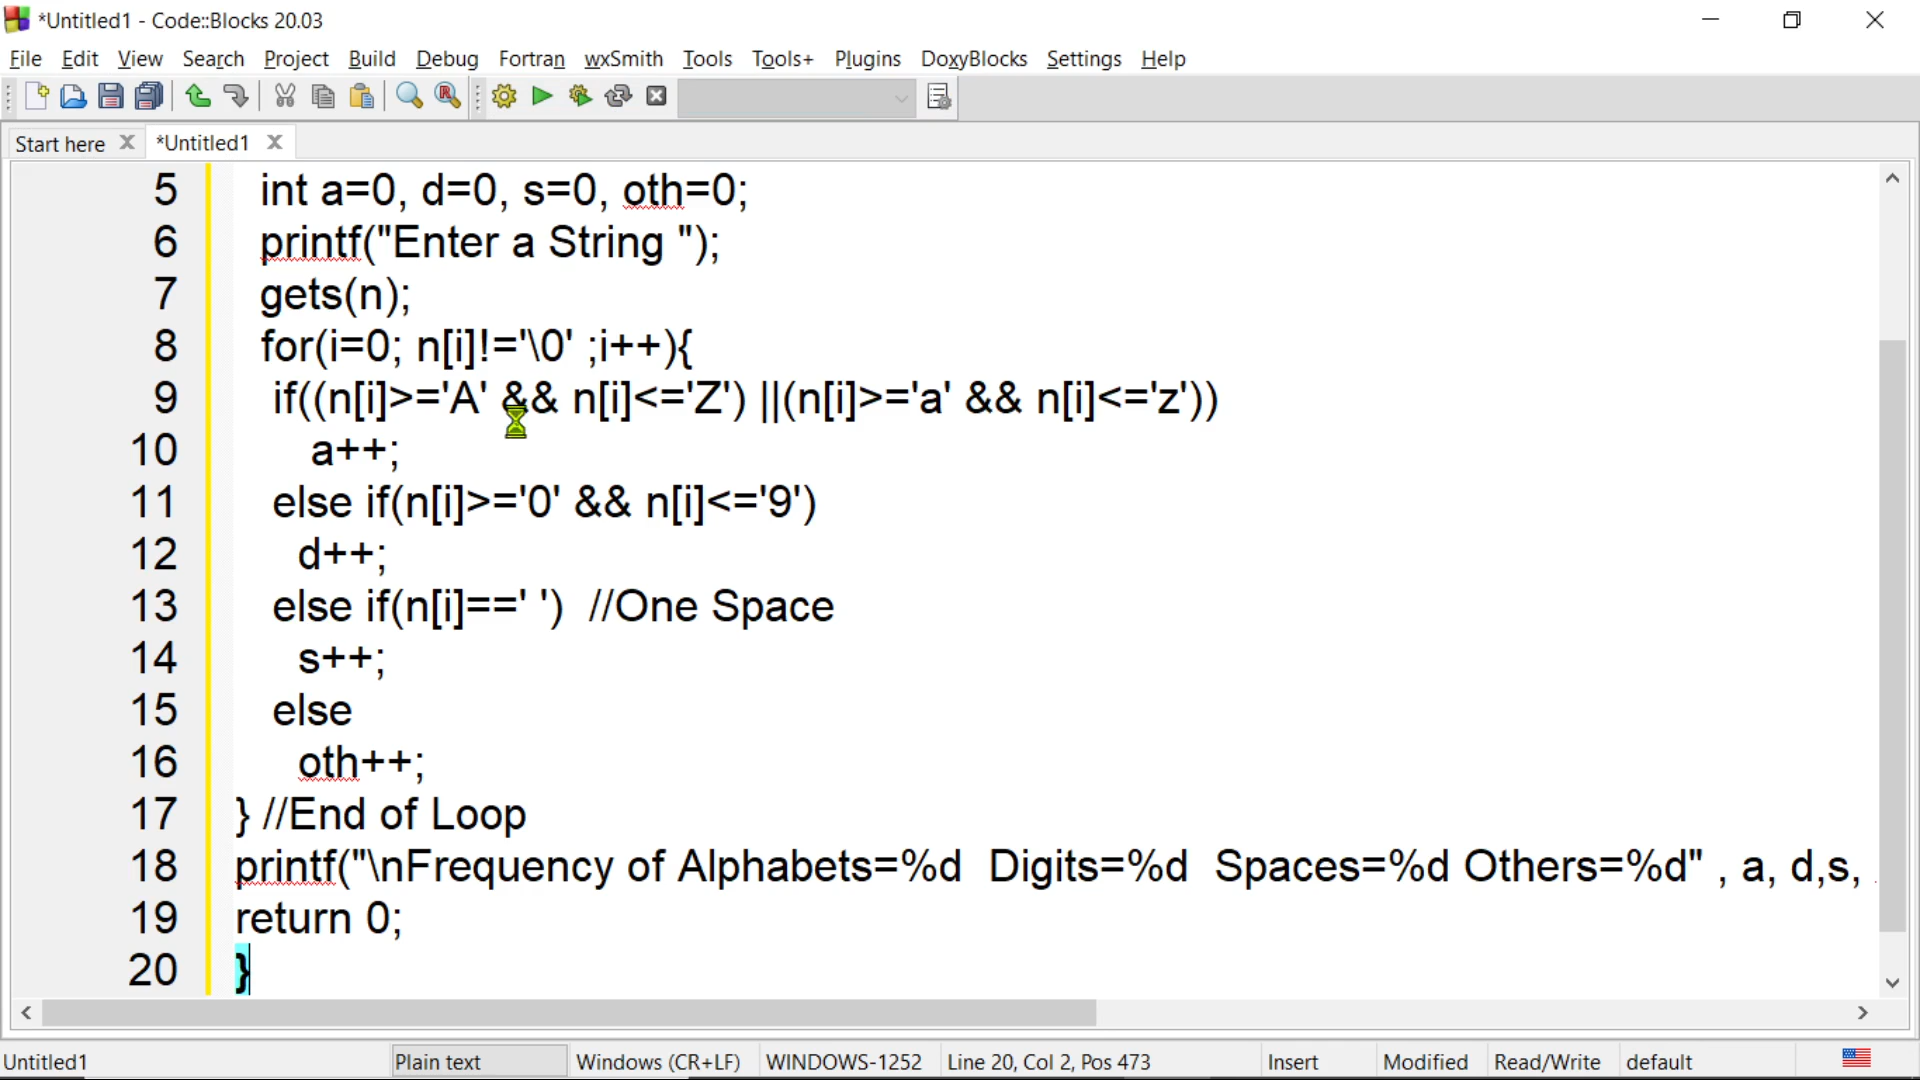 *Untitled1 - Code::Blocks 20.03
File Edit View Search Project Build Debug Fortran wxSmith Tools Tools+ Plugins DoxyBlocks Settings Help
Start here *Untitled1
5 int a=0, d=0, s=0, oth=0;
6 printf("Enter a String ");
7 gets(n);
8 for(i=0; n[i]!='\0' ;i++){
9 if((n[i]>='A' && n[i]<='Z') ||(n[i]>='a' && n[i]<='z'))
10 a++;
11 else if(n[i]>='0' && n[i]<='9')
12 d++;
13 else if(n[i]==' ') //One Space
14 s++;
15 else
16 oth++;
17 } //End of Loop
18 printf("\nFrequency of Alphabets=%d Digits=%d Spaces=%d Others=%d" , a, d,s,
19 return 0;
20 }
Untitled1 Plain text Windows (CR+LF) WINDOWS-1252 Line 20, Col 2, Pos 473 Insert Modified Read/Write default